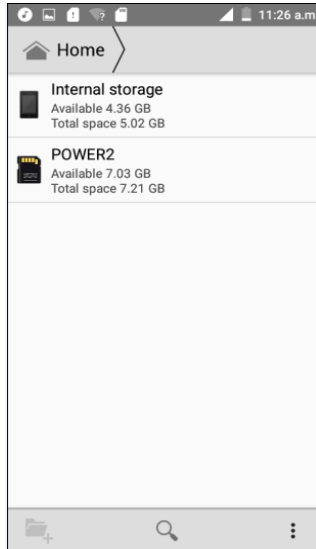 11:26 a.m
Home
Internal storage
Available 4.36 GB
Total space 5.02 GB
POWER2
Available 7.03 GB
Total space 7.21 GB